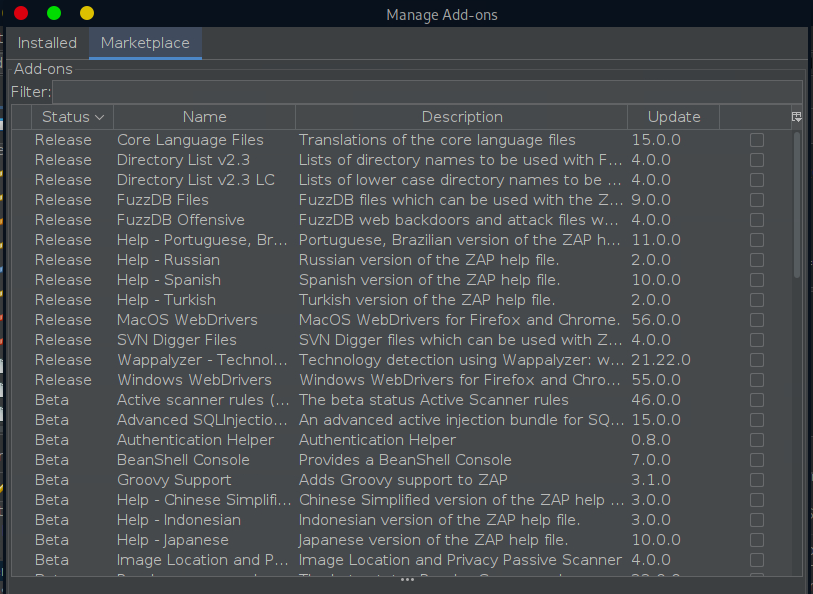 Manage Add-ons
Installed Marketplace
Add-ons
Filter:
Status Name Description Update
Release Core Language Files Translations of the core language files 15.0.0
Release Directory List v2.3 Lists of directory names to be used with F... 4.0.0
Release Directory List v2.3 LC Lists of lower case directory names to be ... 4.0.0
Release FuzzDB Files FuzzDB files which can be used with the Z... 9.0.0
Release FuzzDB Offensive FuzzDB web backdoors and attack files w... 4.0.0
Release Help - Portuguese, Br... Portuguese, Brazilian version of the ZAP h... 11.0.0
Release Help - Russian Russian version of the ZAP help file. 2.0.0
Release Help - Spanish Spanish version of the ZAP help file. 10.0.0
Release Help - Turkish Turkish version of the ZAP help file. 2.0.0
Release MacOS WebDrivers MacOS WebDrivers for Firefox and Chrome. 56.0.0
Release SVN Digger Files SVN Digger files which can be used with Z... 4.0.0
Release Wappalyzer - Technol... Technology detection using Wappalyzer: w... 21.22.0
Release Windows WebDrivers Windows WebDrivers for Firefox and Chro... 55.0.0
Beta Active scanner rules (... The beta status Active Scanner rules 46.0.0
Beta Advanced SQLInjectio... An advanced active injection bundle for SQ... 15.0.0
Beta Authentication Helper Authentication Helper 0.8.0
Beta BeanShell Console Provides a BeanShell Console 7.0.0
Beta Groovy Support Adds Groovy support to ZAP 3.1.0
Beta Help - Chinese Simplifi... Chinese Simplified version of the ZAP help ... 3.0.0
Beta Help - Indonesian Indonesian version of the ZAP help file. 3.0.0
Beta Help - Japanese Japanese version of the ZAP help file. 10.0.0
Beta Image Location and P... Image Location and Privacy Passive Scanner 4.0.0